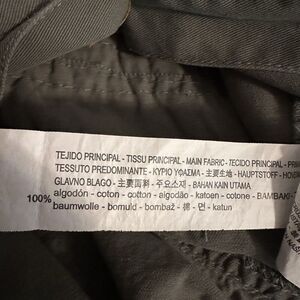 TEJIDO PRINCIPAL - TISSU PRINCIPAL - MAIN FABRIC - TECIDO PRINCIPAL -
TESSUTO PREDOMINANTE - ΚΥΡΙΟ ΥΦΑΣΜΑ - 主要生地 - HAUPTSTOFF -
GLAVNO BLAGO - 主要面料 - 주요소재 - BAHAN KAIN UTAMA
100% algodón - coton - cotton - algodão - katoen - cotone - ΒΑΜΒΑΚΙ -
baumwolle - bomuld - bombaž - 棉 - 면 - katun